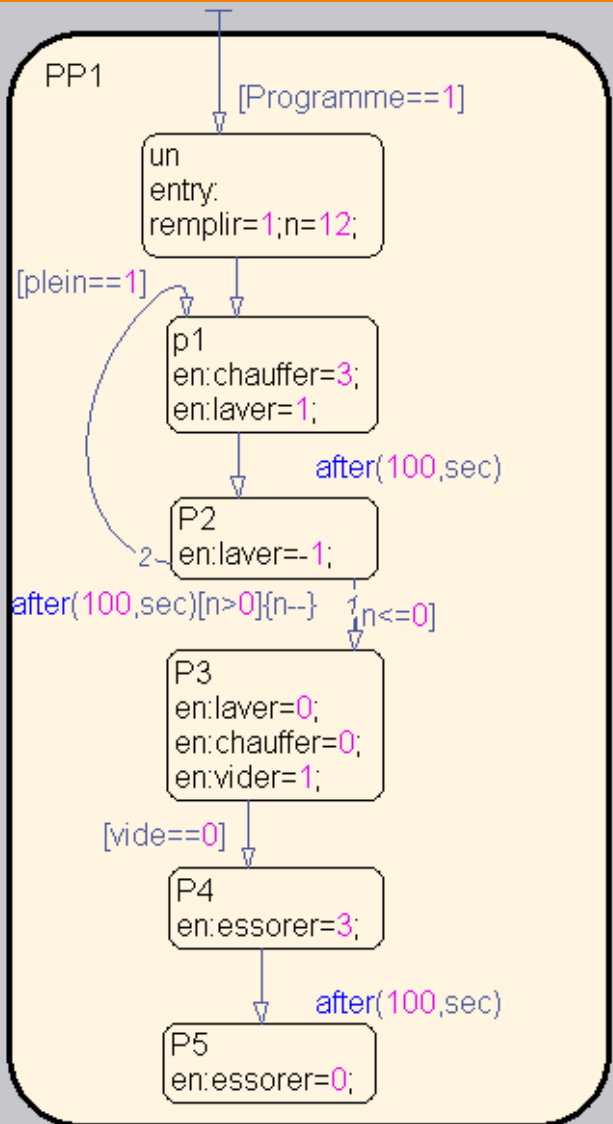 PP1
[Programme==1]
un
entry:
remplir=1;n=12;
[plein==1]
p1
en:chauffer=3;
en:laver=1;
after(100,sec)
P2
en:laver=-1;
2
after(100,sec)[n>0]{n--}
1
n<=0]
P3
en:laver=0;
en:chauffer=0;
en:vider=1;
[vide==0]
P4
en:essorer=3;
after(100,sec)
P5
en:essorer=0;